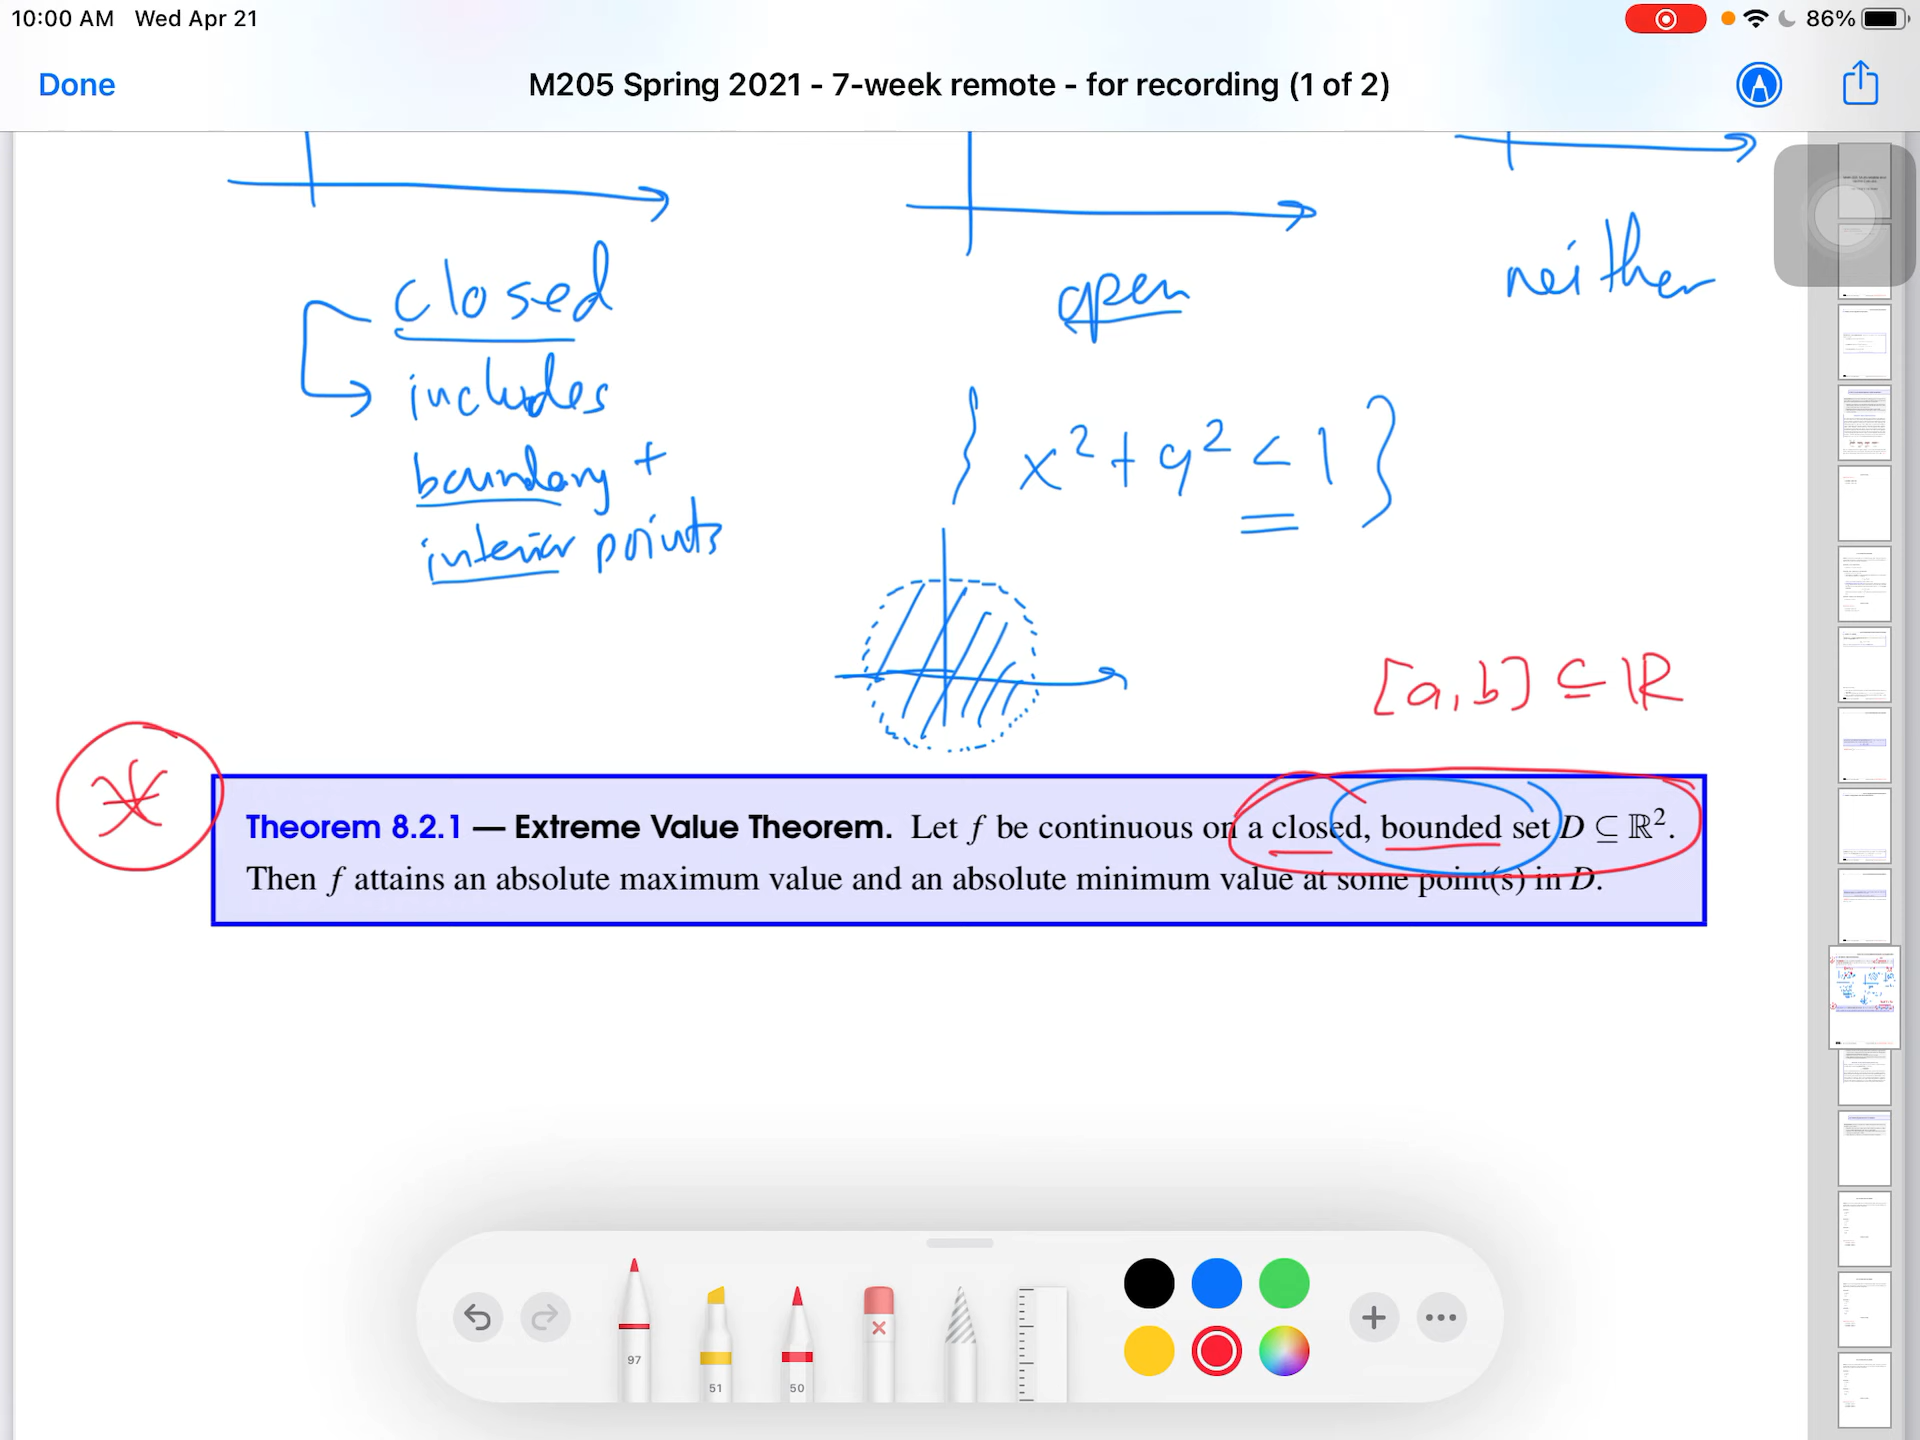 10:00 AM Wed Apr 21
86%
Done
M205 Spring 2021 - 7-week remote - for recording (1 of 2)
closed
open
neither
includes
boundary +
interior points
{ x² + y² < 1 }
[a, b] ⊆ ℝ
Theorem 8.2.1 — Extreme Value Theorem. Let f be continuous on a closed, bounded set D ⊆ ℝ².
Then f attains an absolute maximum value and an absolute minimum value at some point(s) in D.
97
51
50